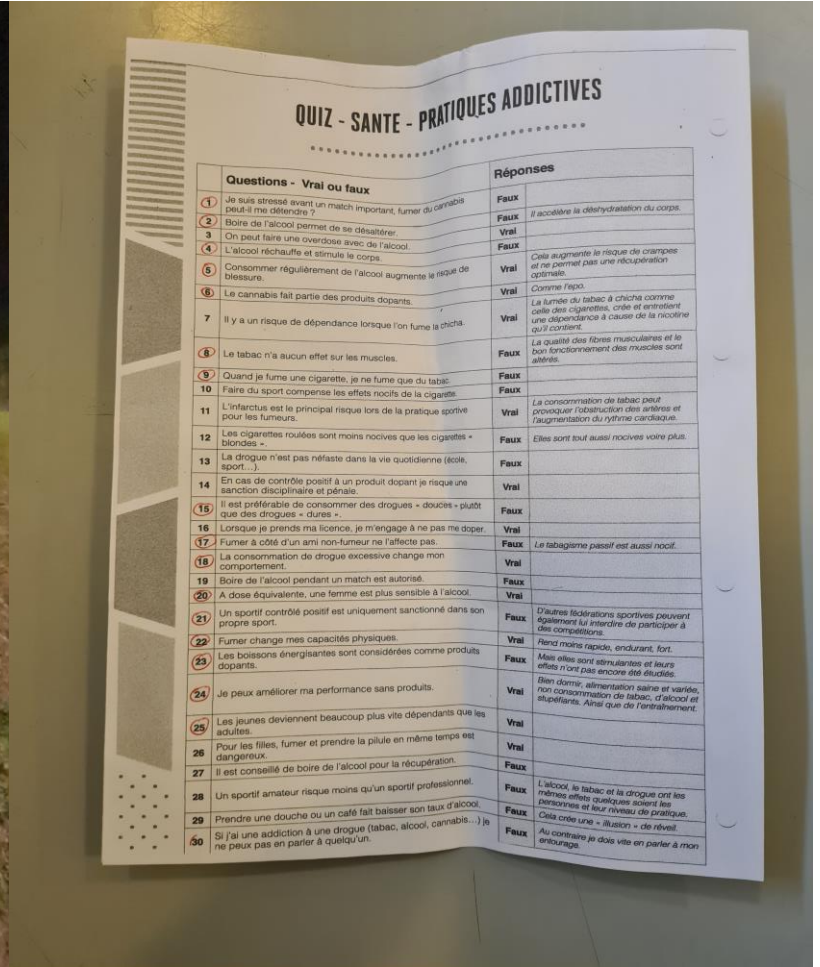 QUIZ - SANTE - PRATIQUES ADDICTIVES
Questions - Vrai ou faux
Réponses
1 Je suis stressé avant un match important, fumer du cannabis
peut-il me détendre ?
Faux
2 Boire de l'alcool permet de se désaltérer.
Faux
Il accélère la déshydratation du corps.
3 On peut faire une overdose avec de l'alcool.
Vrai
4 L'alcool réchauffe et stimule le corps.
Faux
5 Consommer régulièrement de l'alcool augmente le risque de
blessure.
Vrai
Cela augmente le risque de crampes
et ne permet pas une récupération
optimale.
6 Le cannabis fait partie des produits dopants.
Vrai
Comme l'epo.
7 Il y a un risque de dépendance lorsque l'on fume la chicha.
Vrai
La fumée du tabac à chicha comme
celle des cigarettes, crée et entretient
une dépendance à cause de la nicotine
qu'il contient.
8 Le tabac n'a aucun effet sur les muscles.
Faux
La qualité des fibres musculaires et le
bon fonctionnement des muscles sont
altérés.
9 Quand je fume une cigarette, je ne fume que du tabac.
Faux
10 Faire du sport compense les effets nocifs de la cigarette.
Faux
11 L'infarctus est le principal risque lors de la pratique sportive
pour les fumeurs.
Vrai
La consommation de tabac peut
provoquer l'obstruction des artères et
l'augmentation du rythme cardiaque.
12 Les cigarettes roulées sont moins nocives que les cigarettes «
blondes ».
Faux
Elles sont tout aussi nocives voire plus.
13 La drogue n'est pas néfaste dans la vie quotidienne (école,
sport...).
Faux
14 En cas de contrôle positif à un produit dopant je risque une
sanction disciplinaire et pénale.
Vrai
15 Il est préférable de consommer des drogues « douces » plutôt
que des drogues « dures ».
Faux
16 Lorsque je prends ma licence, je m'engage à ne pas me doper.
Vrai
17 Fumer à côté d'un ami non-fumeur ne l'affecte pas.
Faux
Le tabagisme passif est aussi nocif.
18 La consommation de drogue excessive change mon
comportement.
Vrai
19 Boire de l'alcool pendant un match est autorisé.
Faux
20 A dose équivalente, une femme est plus sensible à l'alcool.
Vrai
21 Un sportif contrôlé positif est uniquement sanctionné dans son
propre sport.
Faux
D'autres fédérations sportives peuvent
également lui interdire de participer à
des compétitions.
22 Fumer change mes capacités physiques.
Vrai
Rend moins rapide, endurant, fort.
23 Les boissons énergisantes sont considérées comme produits
dopants.
Faux
Mais elles sont stimulantes et leurs
effets n'ont pas encore été étudiés.
24 Je peux améliorer ma performance sans produits.
Vrai
Bien dormir, alimentation saine et variée,
non consommation de tabac, d'alcool et
stupéfiants. Ainsi que de l'entraînement.
25 Les jeunes deviennent beaucoup plus vite dépendants que les
adultes.
Vrai
26 Pour les filles, fumer et prendre la pilule en même temps est
dangereux.
Vrai
27 Il est conseillé de boire de l'alcool pour la récupération.
Faux
28 Un sportif amateur risque moins qu'un sportif professionnel.
Faux
L'alcool, le tabac et la drogue ont les
mêmes effets quelques soient les
personnes et leur niveau de pratique.
29 Prendre une douche ou un café fait baisser son taux d'alcool.
Faux
Cela crée une « illusion » de réveil.
30 Si j'ai une addiction à une drogue (tabac, alcool, cannabis...) je
ne peux pas en parler à quelqu'un.
Faux
Au contraire je dois vite en parler à mon
entourage.